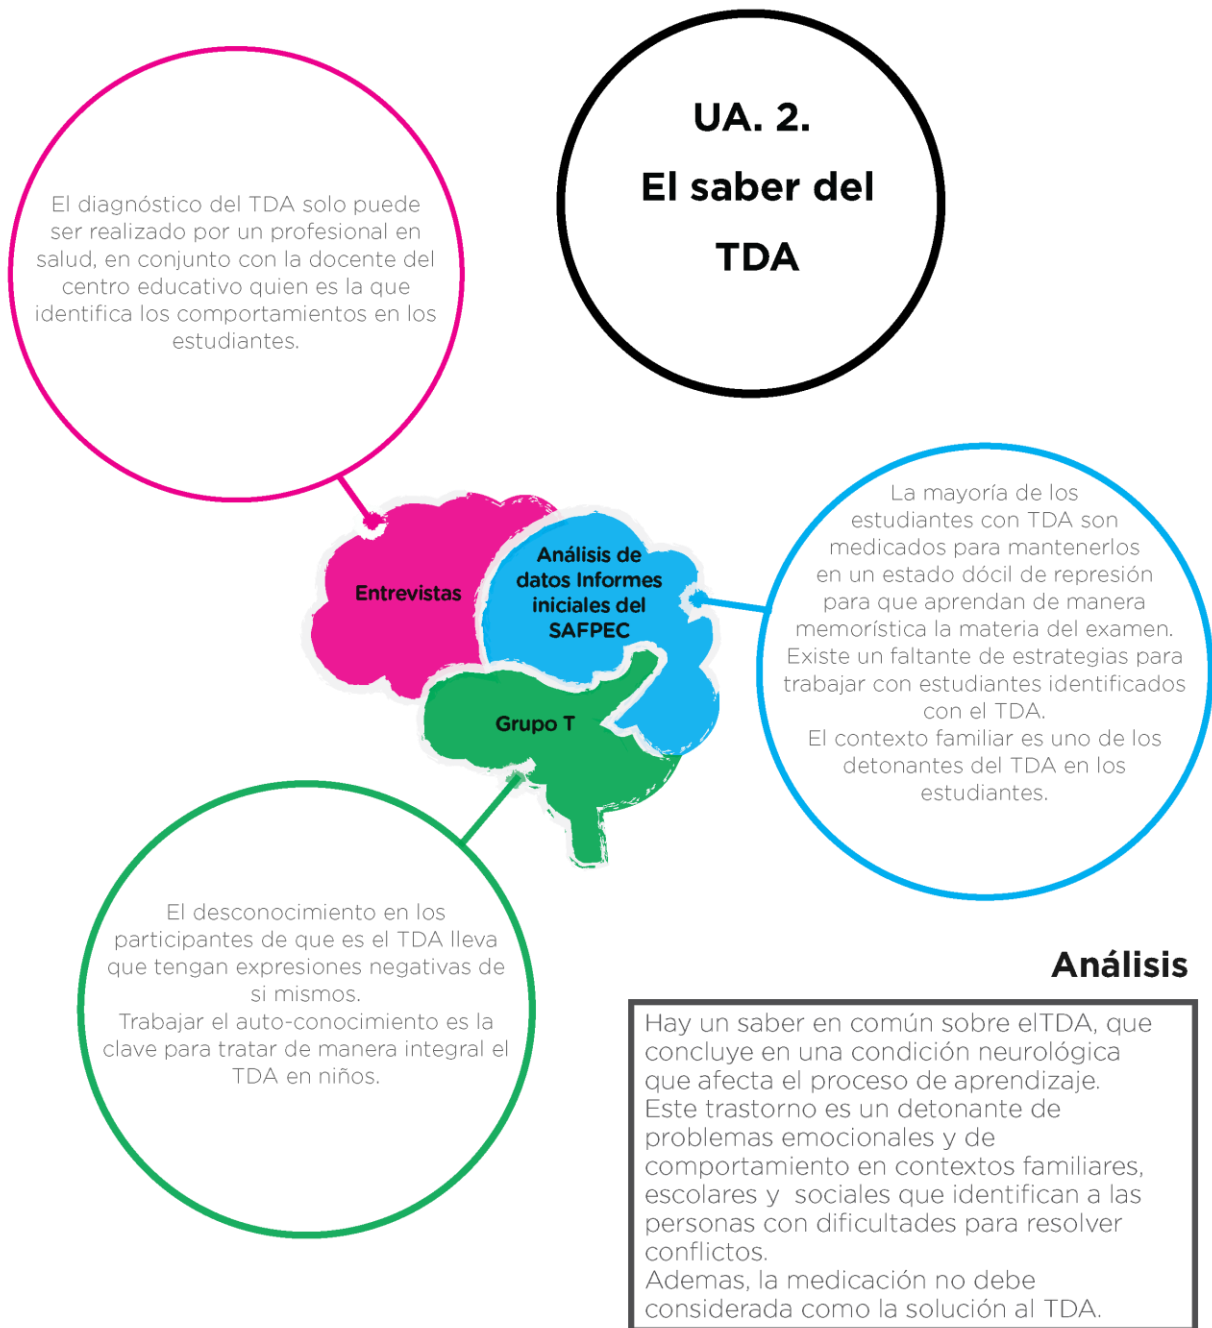 UA. 2.
El saber del
TDA
El diagnóstico del TDA solo puede
ser realizado por un profesional en
salud, en conjunto con la docente del
centro educativo quien es la que
identifica los comportamientos en los
estudiantes.
Entrevistas
Análisis de
datos Informes
iniciales del
SAFPEC
Grupo T
La mayoría de los
estudiantes con TDA son
medicados para mantenerlos
en un estado dócil de represión
para que aprendan de manera
memorística la materia del examen.
Existe un faltante de estrategias para
trabajar con estudiantes identificados
con el TDA.
El contexto familiar es uno de los
detonantes del TDA en los
estudiantes.
El desconocimiento en los
participantes de que es el TDA lleva
que tengan expresiones negativas de
si mismos.
Trabajar el auto-conocimiento es la
clave para tratar de manera integral el
TDA en niños.
Análisis
Hay un saber en común sobre elTDA, que
concluye en una condición neurológica
que afecta el proceso de aprendizaje.
Este trastorno es un detonante de
problemas emocionales y de
comportamiento en contextos familiares,
escolares y sociales que identifican a las
personas con dificultades para resolver
conflictos.
Ademas, la medicación no debe
considerada como la solución al TDA.